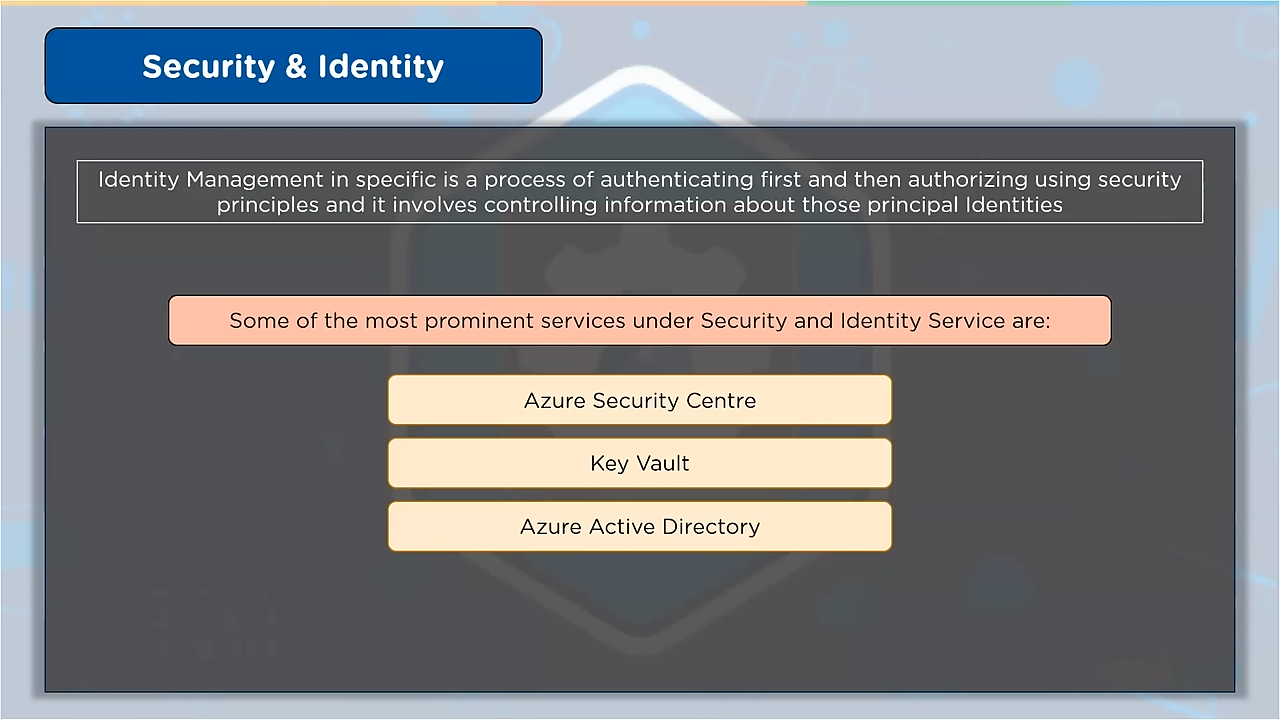 Security & Identity
Identity Management in specific is a process of authenticating first and then authorizing using security
principles and it involves controlling information about those principal Identities
Some of the most prominent services under Security and Identity Service are:
Azure Security Centre
Key Vault
Azure Active Directory